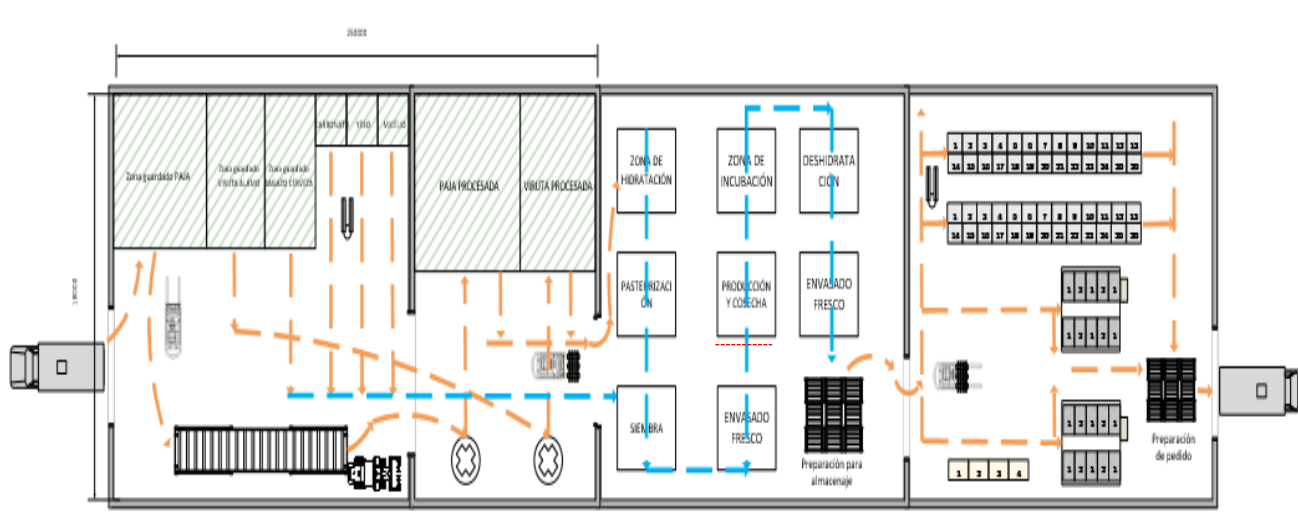 Zona guardado PAJA
Zona guardado
VIRUTA ALAMO
Zona guardado
BAGAZO CERVEZA
CARBONATO
YESO
MICELIO
PAJA PROCESADA
VIRUTA PROCESADA
ZONA DE
HIDRATACIÓN
ZONA DE
INCUBACIÓN
DESHIDRATA
CIÓN
PASTEURIZACI
ÓN
PRODUCCIÓN
Y COSECHA
ENVASADO
FRESCO
SIEMBRA
ENVASADO
FRESCO
Preparación para
almacenaje
1 2 3 4 5 6 7 8 9 10 11 12 13
14 15 16 17 18 19 20 21 22 23 24 25 26
1 2 3 4 5 6 7 8 9 10 11 12 13
14 15 16 17 18 19 20 21 22 23 24 25 26
1 2 3 4
Preparación
de pedido